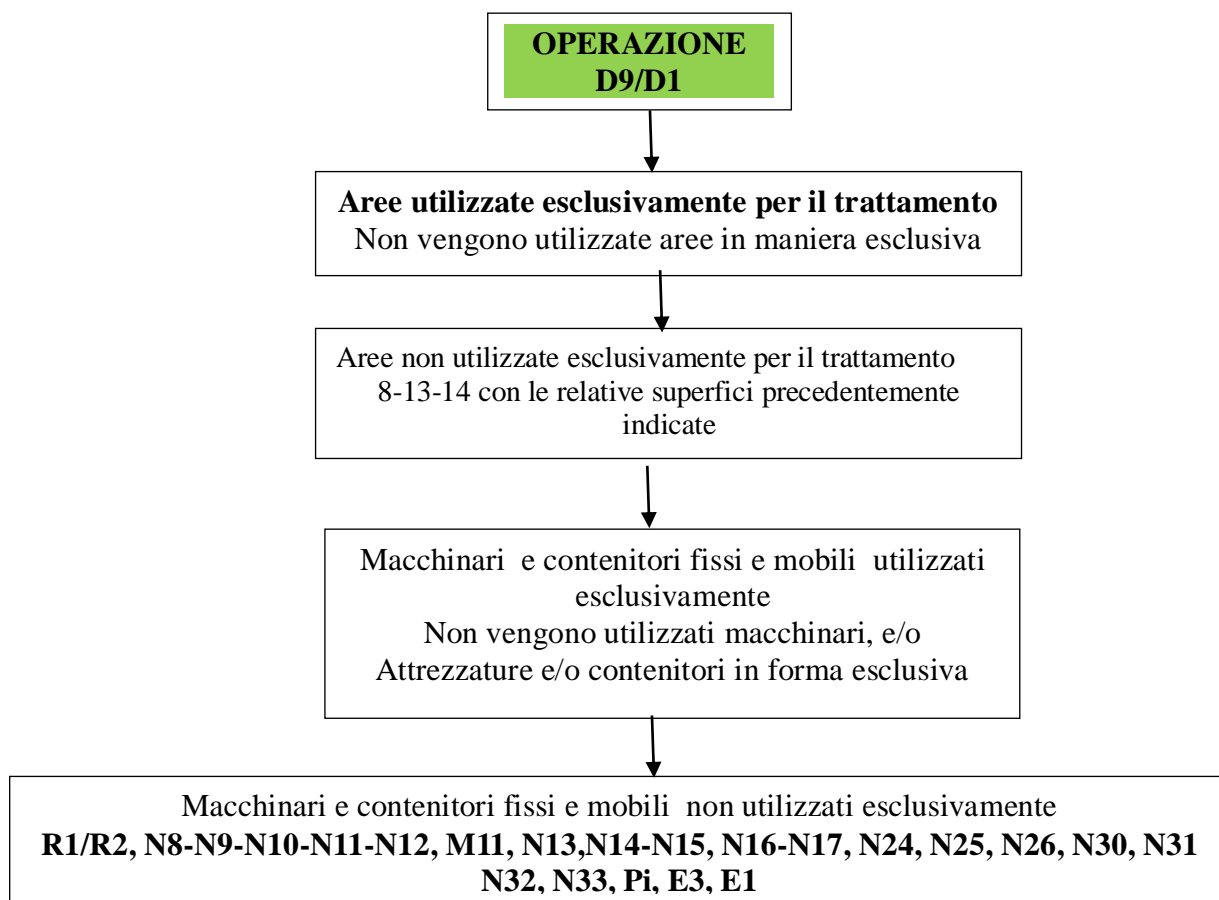 OPERAZIONE
D9/D1
Aree utilizzate esclusivamente per il trattamento
Non vengono utilizzate aree in maniera esclusiva
Aree non utilizzate esclusivamente per il trattamento
8-13-14 con le relative superfici precedentemente
indicate
Macchinari e contenitori fissi e mobili utilizzati
esclusivamente
Non vengono utilizzati macchinari, e/o
Attrezzature e/o contenitori in forma esclusiva
Macchinari e contenitori fissi e mobili non utilizzati esclusivamente
R1/R2, N8-N9-N10-N11-N12, M11, N13,N14-N15, N16-N17, N24, N25, N26, N30, N31
N32, N33, Pi, E3, E1